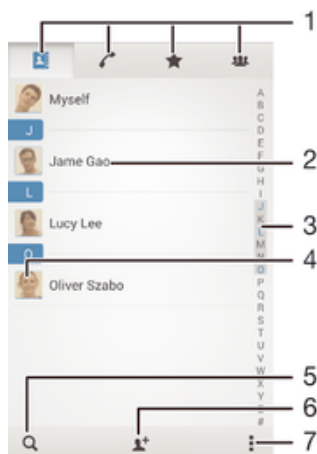 1
Myself
J
Jame Gao
2
L
Lucy Lee
3
O
4
Oliver Szabo
A
B
C
D
E
F
G
H
I
J
K
L
M
N
O
P
Q
R
S
T
U
V
W
X
Y
#
5
6
7